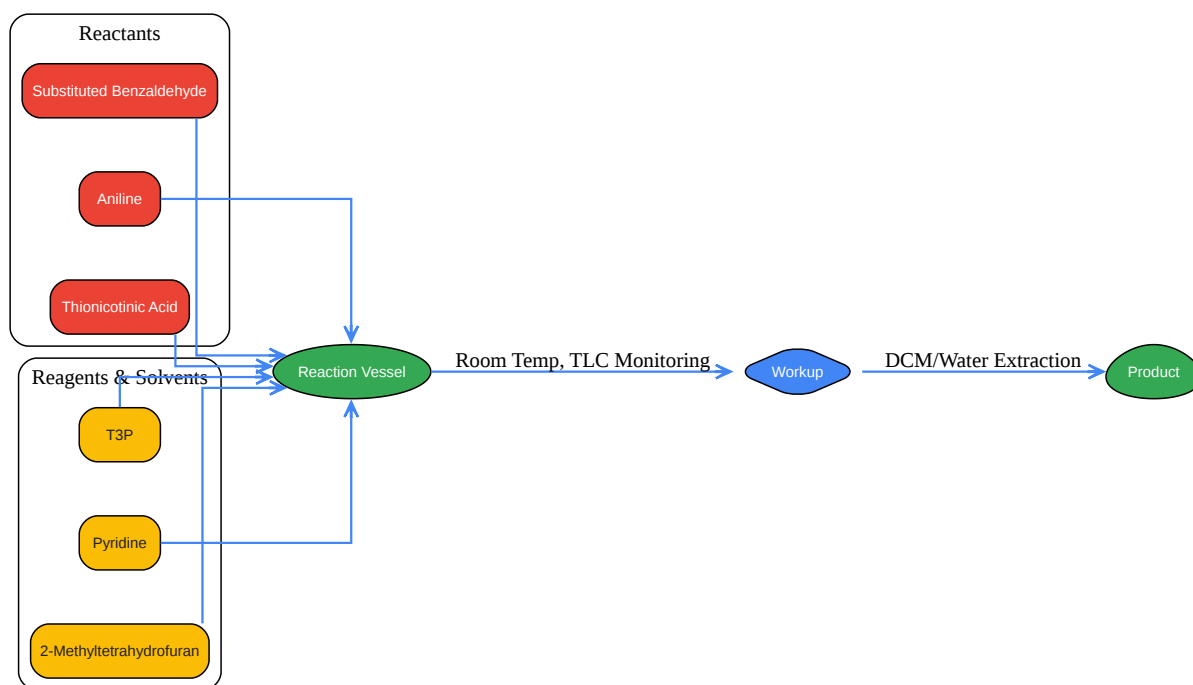 Reactants
Substituted Benzaldehyde
Aniline
Thionicotinic Acid
Reagents & Solvents
T3P
Pyridine
2-Methyltetrahydrofuran
Reaction Vessel
Room Temp, TLC Monitoring
Workup
DCM/Water Extraction
Product